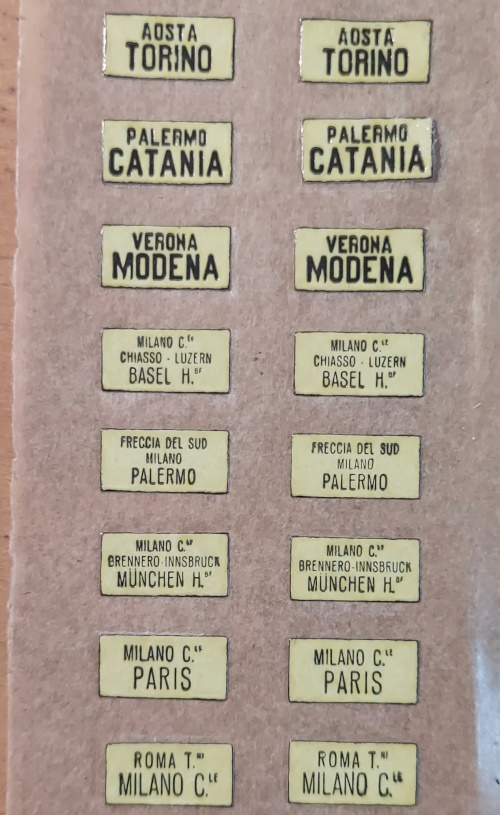 AOSTA
TORINO
AOSTA
TORINO
PALERMO
CATANIA
PALERMO
CATANIA
VERONA
MODENA
VERONA
MODENA
MILANO C.LE
CHIASSO - LUZERN
BASEL H.BF
MILANO C.LE
CHIASSO - LUZERN
BASEL H.BF
FRECCIA DEL SUD
MILANO
PALERMO
FRECCIA DEL SUD
MILANO
PALERMO
MILANO C.LE
BRENNERO-INNSBRUCK
MÜNCHEN H.BF
MILANO C.LE
BRENNERO-INNSBRUCK
MÜNCHEN H.BF
MILANO C.LE
PARIS
MILANO C.LE
PARIS
ROMA T.NI
MILANO C.LE
ROMA T.NI
MILANO C.LE